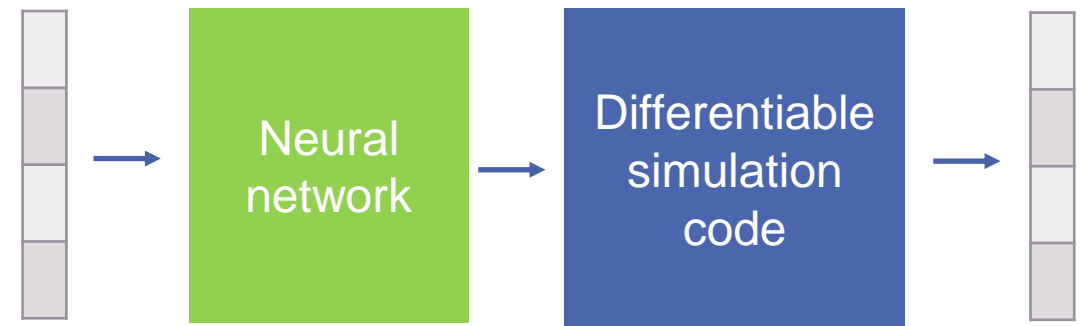 Neural
network
Differentiable
simulation
code